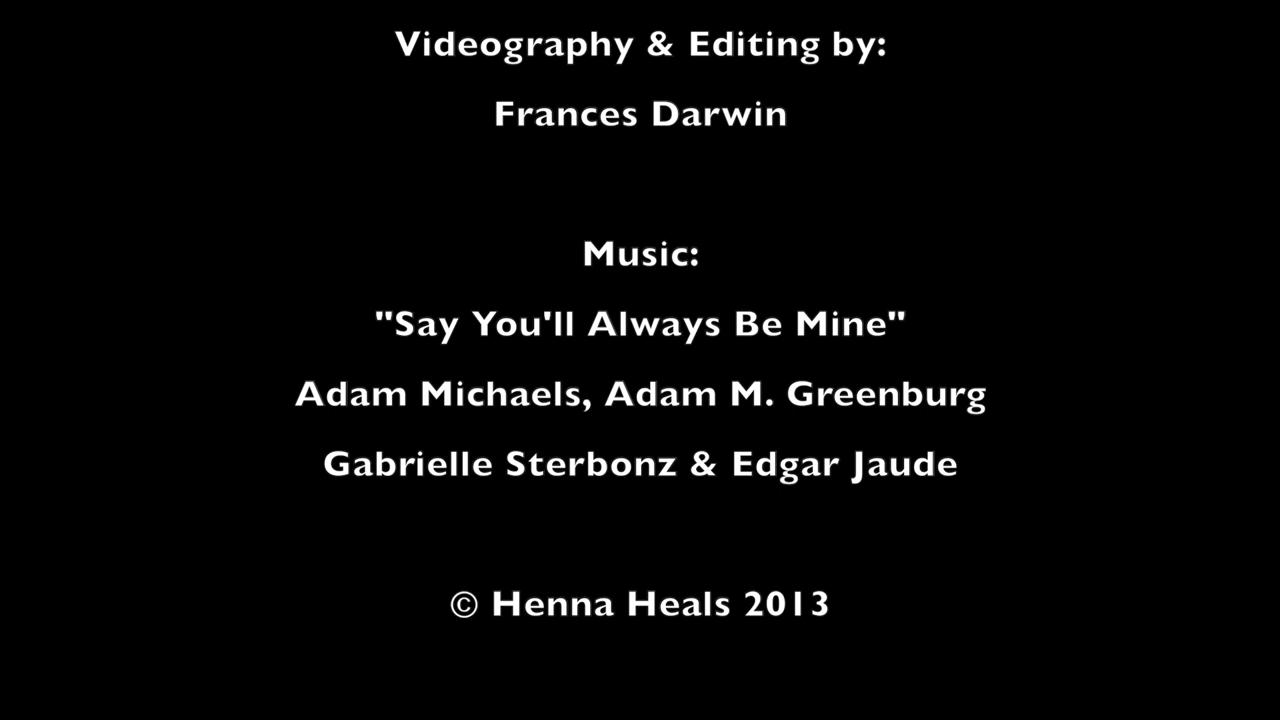 Videography & Editing by:
Frances Darwin
Music:
"Say You'll Always Be Mine"
Adam Michaels, Adam M. Greenburg
Gabrielle Sterbonz & Edgar Jaude
© Henna Heals 2013